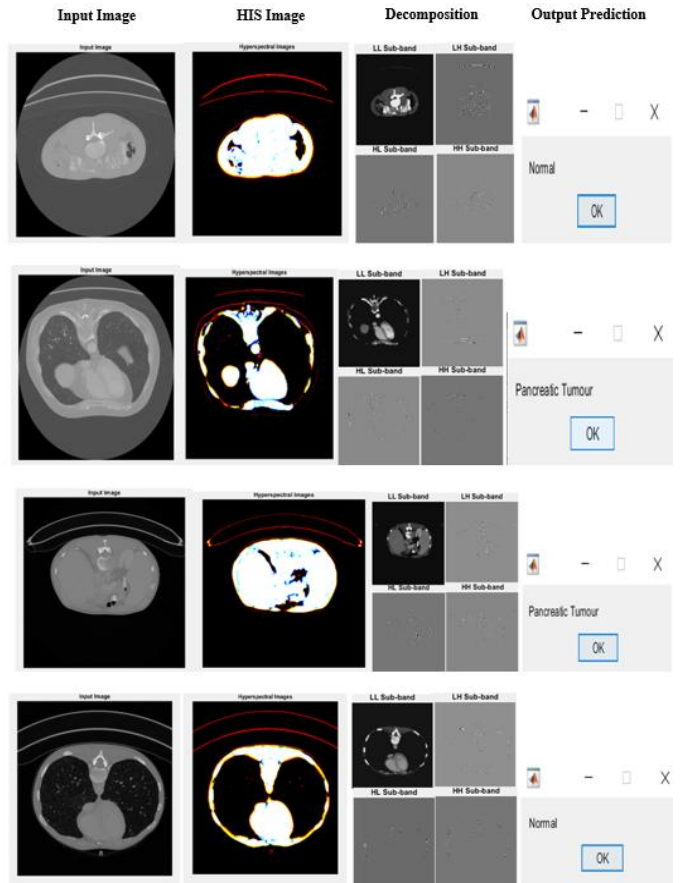 Input Image HIS Image Decomposition Output Prediction
Input Image Hyperspectral Images LL Sub-band LH Sub-band
HL Sub-band HH Sub-band
Normal
OK
Input Image Hyperspectral Images LL Sub-band LH Sub-band
HL Sub-band HH Sub-band
Pancreatic Tumour
OK
Input Image Hyperspectral Images LL Sub-band LH Sub-band
HL Sub-band HH Sub-band
Pancreatic Tumour
OK
Input Image Hyperspectral Images LL Sub-band LH Sub-band
HL Sub-band HH Sub-band
Normal
OK